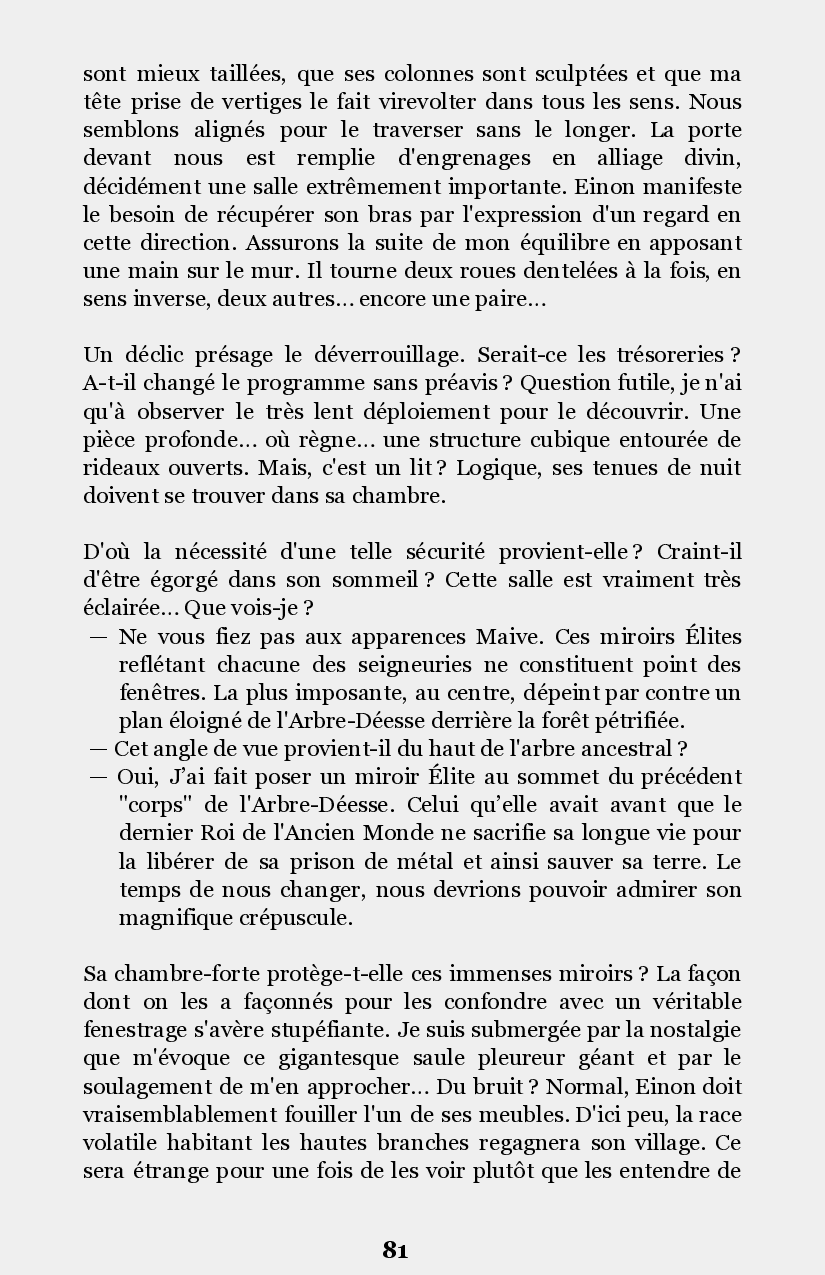 sont mieux taillées, que ses colonnes sont sculptées et que ma
tête prise de vertiges le fait virevolter dans tous les sens. Nous
semblons alignés pour le traverser sans le longer. La porte
devant nous est remplie d'engrenages en alliage divin,
décidément une salle extrêmement importante. Einon manifeste
le besoin de récupérer son bras par l'expression d'un regard en
cette direction. Assurons la suite de mon équilibre en apposant
une main sur le mur. Il tourne deux roues dentelées à la fois, en
sens inverse, deux autres... encore une paire...
Un déclic présage le déverrouillage. Serait-ce les trésoreries ?
A-t-il changé le programme sans préavis ? Question futile, je n'ai
qu'à observer le très lent déploiement pour le découvrir. Une
pièce profonde... où règne... une structure cubique entourée de
rideaux ouverts. Mais, c'est un lit ? Logique, ses tenues de nuit
doivent se trouver dans sa chambre.
D'où la nécessité d'une telle sécurité provient-elle ? Craint-il
d'être égorgé dans son sommeil ? Cette salle est vraiment très
éclairée... Que vois-je ?
— Ne vous fiez pas aux apparences Maive. Ces miroirs Élites
reflétant chacune des seigneuries ne constituent point des
fenêtres. La plus imposante, au centre, dépeint par contre un
plan éloigné de l'Arbre-Déesse derrière la forêt pétrifiée.
— Cet angle de vue provient-il du haut de l'arbre ancestral ?
— Oui, J’ai fait poser un miroir Élite au sommet du précédent
"corps" de l'Arbre-Déesse. Celui qu’elle avait avant que le
dernier Roi de l'Ancien Monde ne sacrifie sa longue vie pour
la libérer de sa prison de métal et ainsi sauver sa terre. Le
temps de nous changer, nous devrions pouvoir admirer son
magnifique crépuscule.
Sa chambre-forte protège-t-elle ces immenses miroirs ? La façon
dont on les a façonnés pour les confondre avec un véritable
fenestrage s'avère stupéfiante. Je suis submergée par la nostalgie
que m'évoque ce gigantesque saule pleureur géant et par le
soulagement de m'en approcher... Du bruit ? Normal, Einon doit
vraisemblablement fouiller l'un de ses meubles. D'ici peu, la race
volatile habitant les hautes branches regagnera son village. Ce
sera étrange pour une fois de les voir plutôt que les entendre de
81